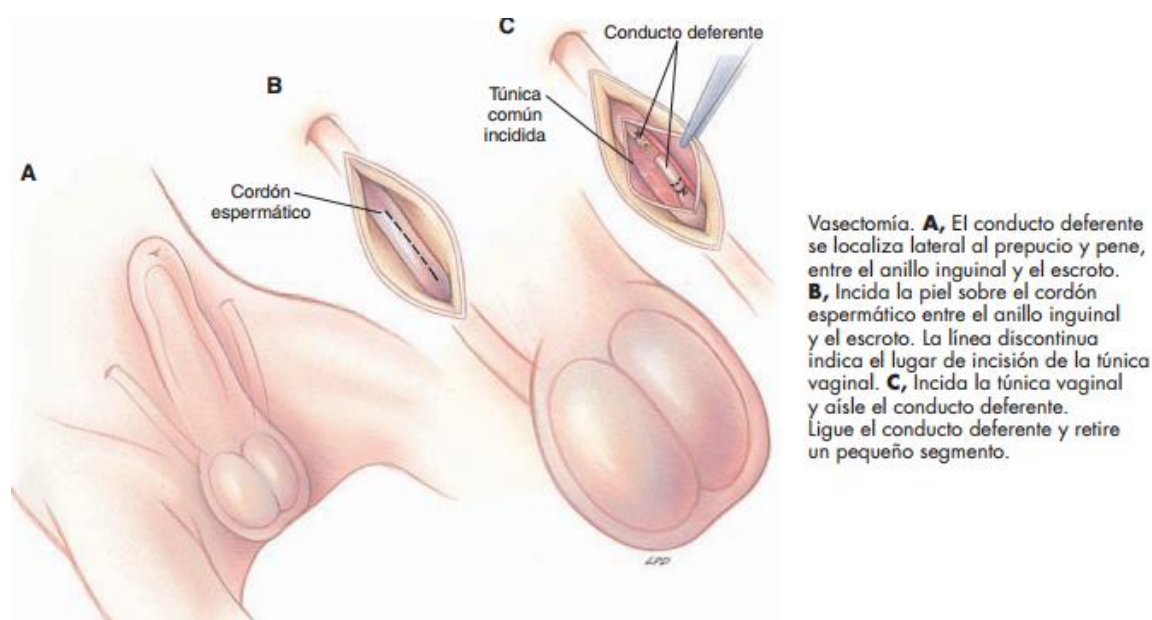 C
Conducto deferente
B
Túnica
común
incidida
A
Cordón
espermático
Vasectomía. A, El conducto deferente
se localiza lateral al prepucio y pene,
entre el anillo inguinal y el escroto.
B, Incida la piel sobre el cordón
espermático entre el anillo inguinal
y el escroto. La línea discontinua
indica el lugar de incisión de la túnica
vaginal. C, Incida la túnica vaginal
y aísle el conducto deferente.
Ligue el conducto deferente y retire
un pequeño segmento.
LPD